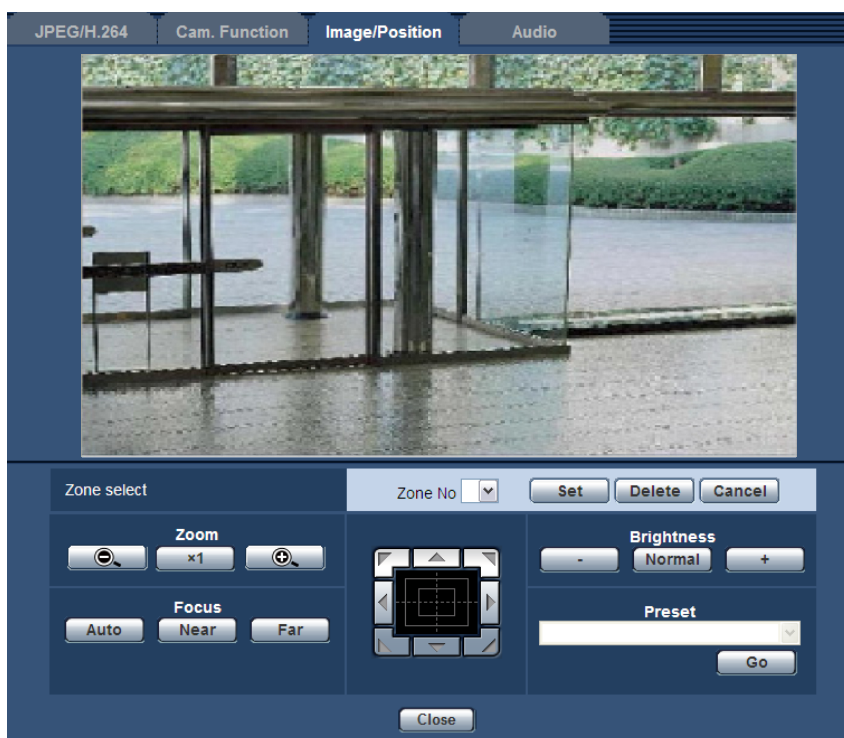 JPEG/H.264 Cam. Function Image/Position Audio
Zone select Zone No Set Delete Cancel
Zoom
×1
Focus
Auto Near Far
Brightness
- Normal +
Preset
Go
Close